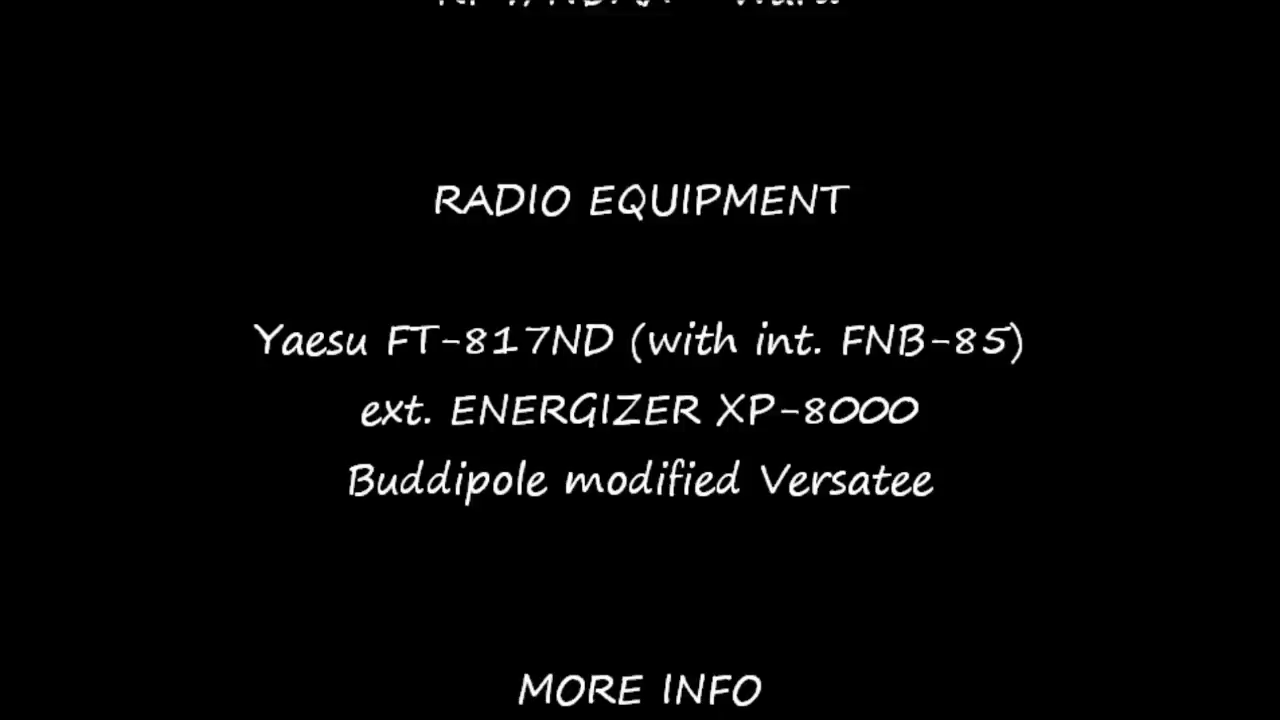 RADIO EQUIPMENT
Yaesu FT-817ND (with int. FNB-85)
ext. ENERGIZER XP-8000
Buddipole modified Versatee
MORE INFO